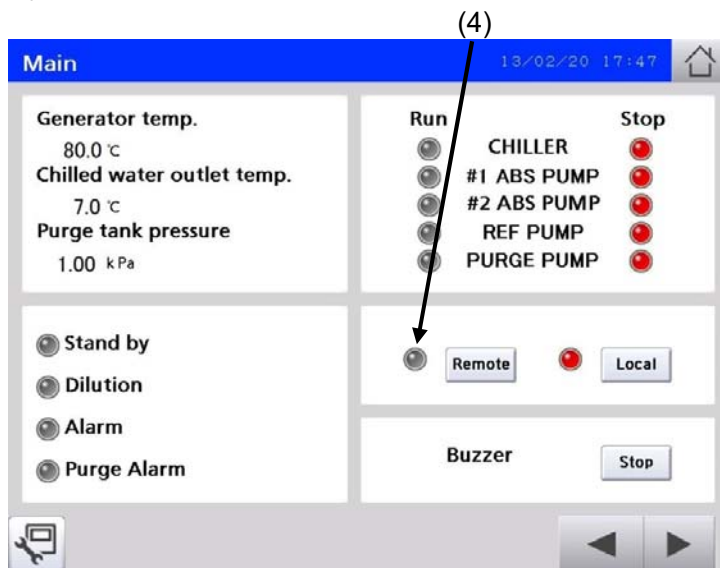 (4)
Main 13/02/20 17:47
Generator temp.
80.0 ℃
Chilled water outlet temp.
7.0 ℃
Purge tank pressure
1.00 kPa
Run Stop
CHILLER
#1 ABS PUMP
#2 ABS PUMP
REF PUMP
PURGE PUMP
Stand by
Dilution
Alarm
Purge Alarm
Remote Local
Buzzer Stop